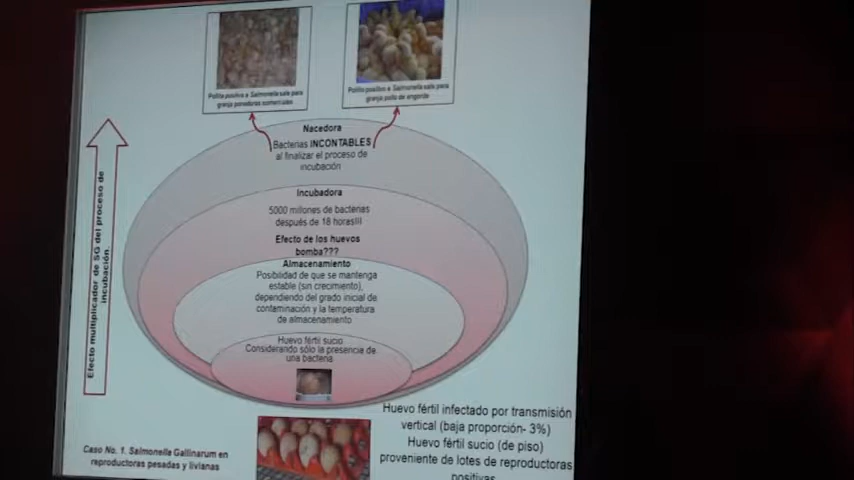 Pollita positiva a Salmonella sale para
granja ponedoras comerciales
Pollito positivo a Salmonella sale para
granja pollo de engorde
Nacedora
Bacterias INCONTABLES
al finalizar el proceso de
incubación
Incubadora
5000 millones de bacterias
después de 18 horas!!!
Efecto de los huevos
bomba???
Almacenamiento
Posibilidad de que se mantenga
estable (sin crecimiento),
dependiendo del grado inicial de
contaminación y la temperatura
de almacenamiento
Huevo fértil sucio
Considerando sólo la presencia de
una bacteria
Efecto multiplicador de SG del proceso de
incubación.
Huevo fértil infectado por transmisión
vertical (baja proporción- 3%)
Huevo fértil sucio (de piso)
proveniente de lotes de reproductoras
positivas
Caso No. 1. Salmonella Gallinarum en
reproductoras pesadas y livianas